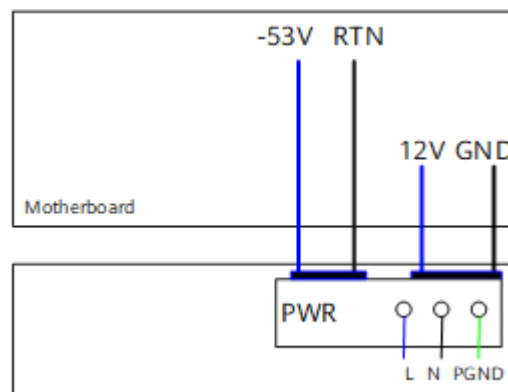 -53V RTN
12V GND
Motherboard
PWR
L N PGND